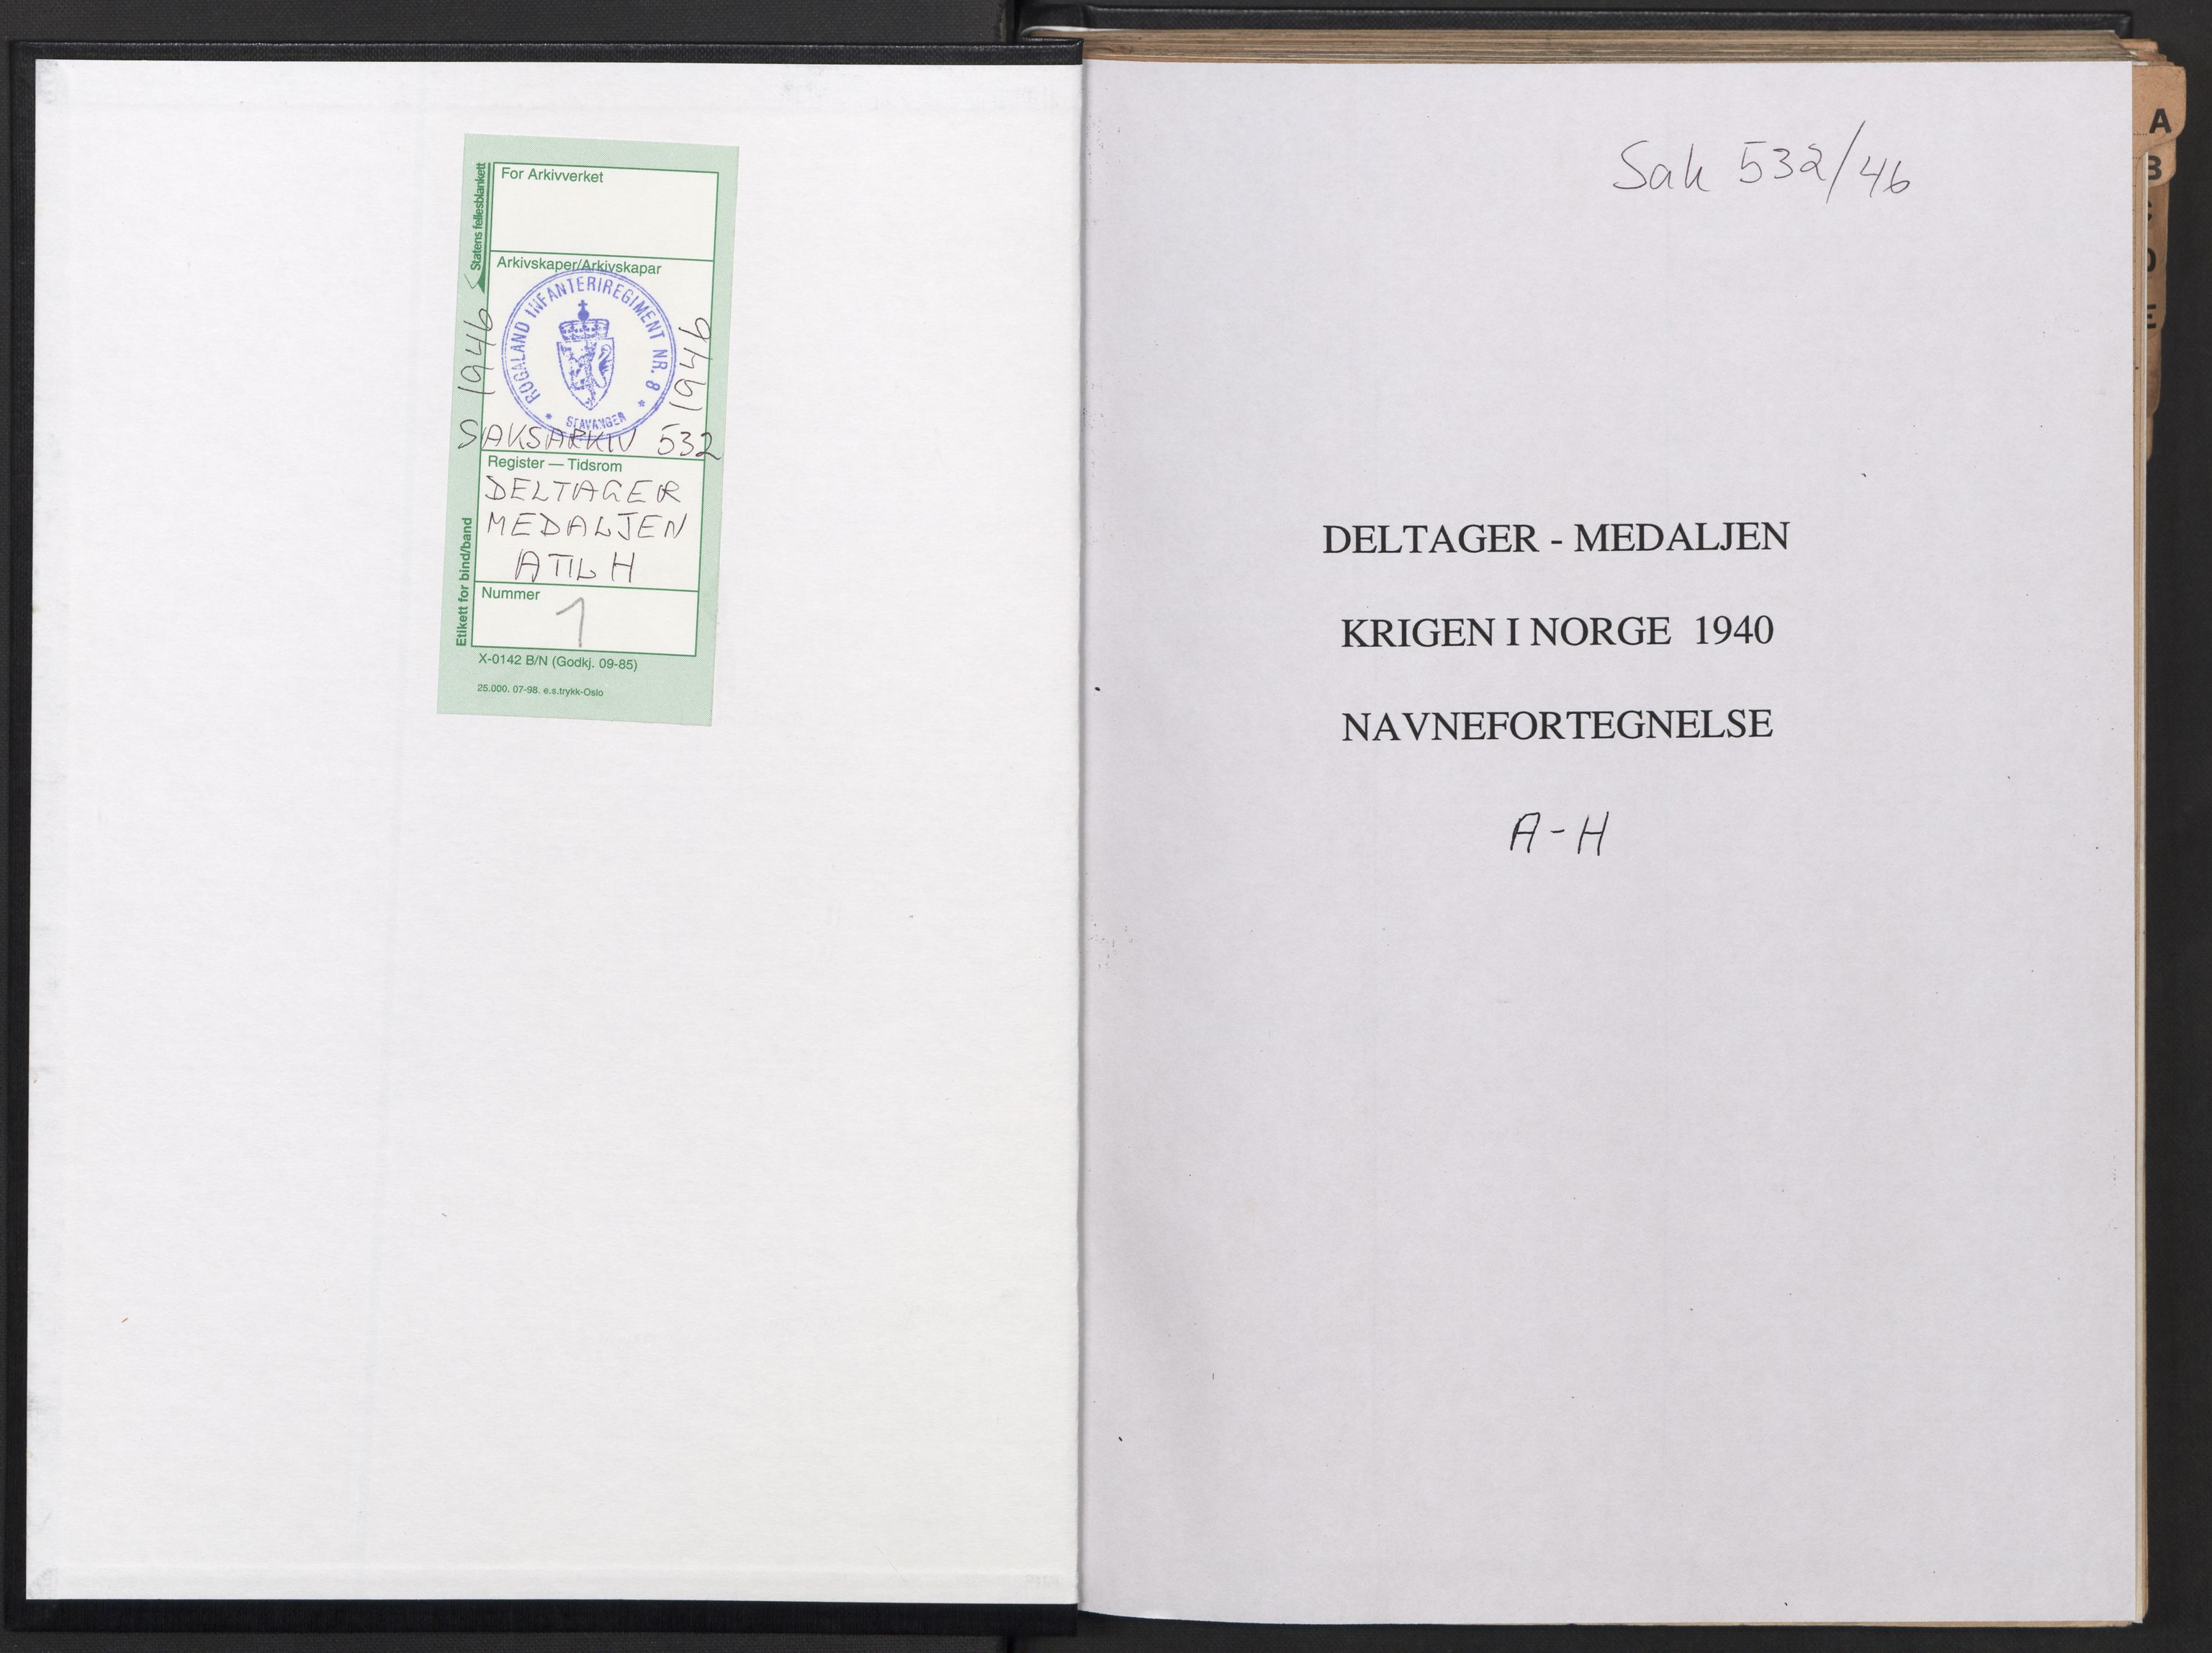 For Arkivverket
Statens fellesblankett
Arkivskaper/Arkivskapar
ROGALAND INFANTERIREGIMENT NR. 8
* STAVANGER *
1946
1946
SAKSARKIV 532
Register — Tidsrom
DELTAGER
MEDALJEN
A TIL H
Etikett for bind/band
Nummer
1
X-0142 B/N (Godkj. 09-85)
25.000. 07-98. e.s.trykk-Oslo
Sak 532/46
DELTAGER - MEDALJEN
KRIGEN I NORGE 1940
NAVNEFORTEGNELSE
A-H
A
B
C
D
E